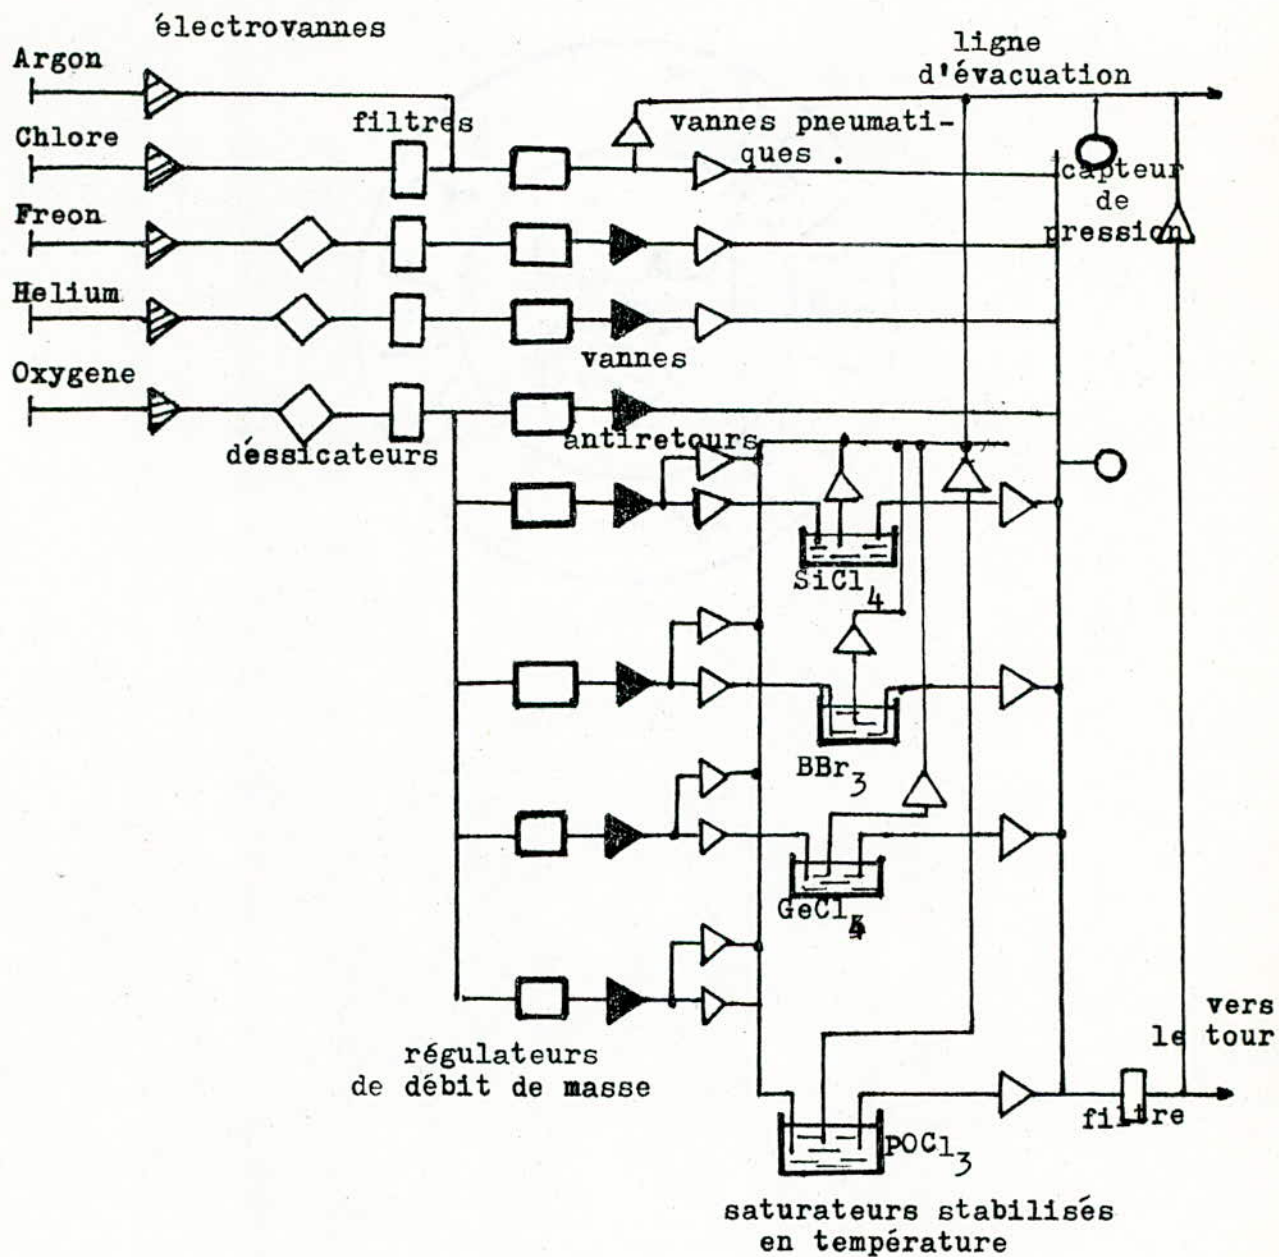 électrovannes
Argon
ligne
d'évacuation
filtres
vannes pneumati-
ques .
Chlore
capteur
de
pression
Freon
Helium
vannes
Oxygene
antiretours
déssicateurs
SiCl4
BBr3
GeCl4
régulateurs
de débit de masse
vers
le tour
filtre
POCl3
saturateurs stabilisés
en température